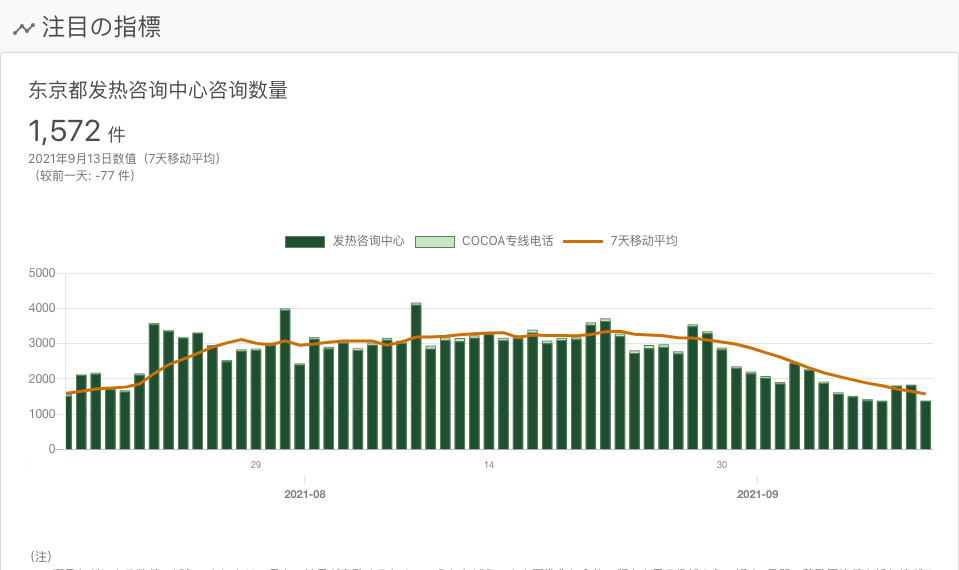 注目の指標
东京都发热咨询中心咨询数量
1,572 件
2021年9月13日数值（7天移动平均）
（较前一天: -77 件）
发热咨询中心 COCOA专线电话 7天移动平均
5000
4000
3000
2000
1000
0
29 14 30
2021-08 2021-09
（注）